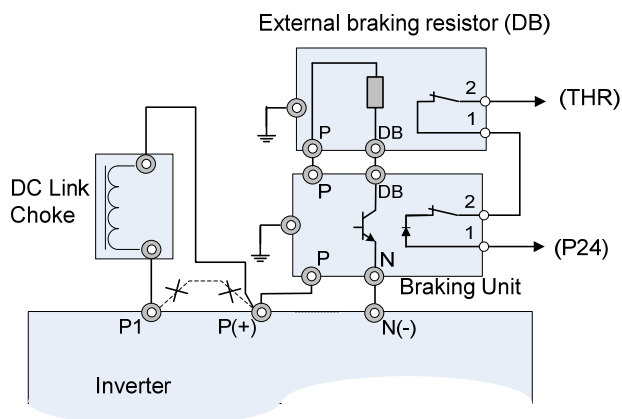 External braking resistor (DB)
2
(THR)
1
P
DB
P
DB
DC Link
Choke
2
1
(P24)
P
N
Braking Unit
P1
P(+)
N(-)
Inverter